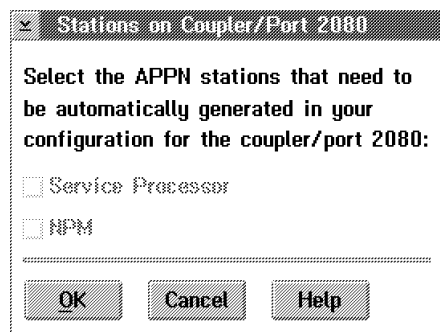 Stations on Coupler/Port 2080
Select the APPN stations that need to
be automatically generated in your
configuration for the coupler/port 2080:
Service Processor
NPM
OK Cancel Help